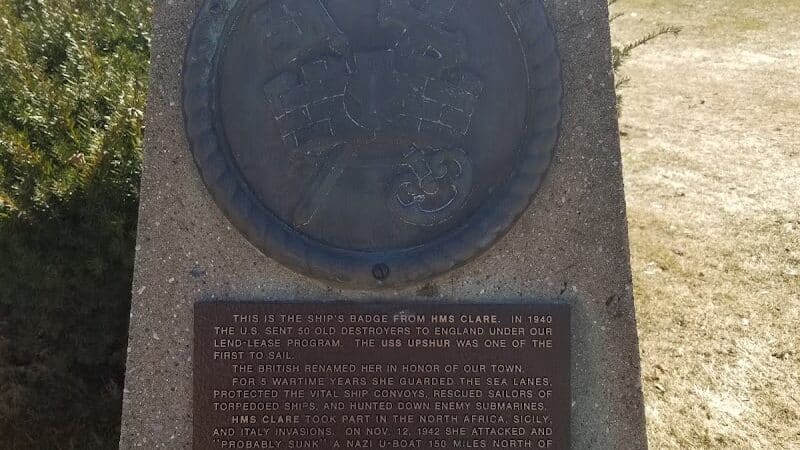 THIS IS THE SHIP'S BADGE FROM HMS CLARE. IN 1940
THE U.S. SENT 50 OLD DESTROYERS TO ENGLAND UNDER OUR
LEND-LEASE PROGRAM. THE USS UPSHUR WAS ONE OF THE
FIRST TO SAIL.
THE BRITISH RENAMED HER IN HONOR OF OUR TOWN.
FOR 5 WARTIME YEARS SHE GUARDED THE SEA LANES,
PROTECTED THE VITAL SHIP CONVOYS, RESCUED SAILORS OF
TORPEDOED SHIPS, AND HUNTED DOWN ENEMY SUBMARINES.
HMS CLARE TOOK PART IN THE NORTH AFRICA, SICILY,
AND ITALY INVASIONS. ON NOV. 12, 1942 SHE ATTACKED AND
"PROBABLY SUNK" A NAZI U-BOAT 150 MILES NORTH OF